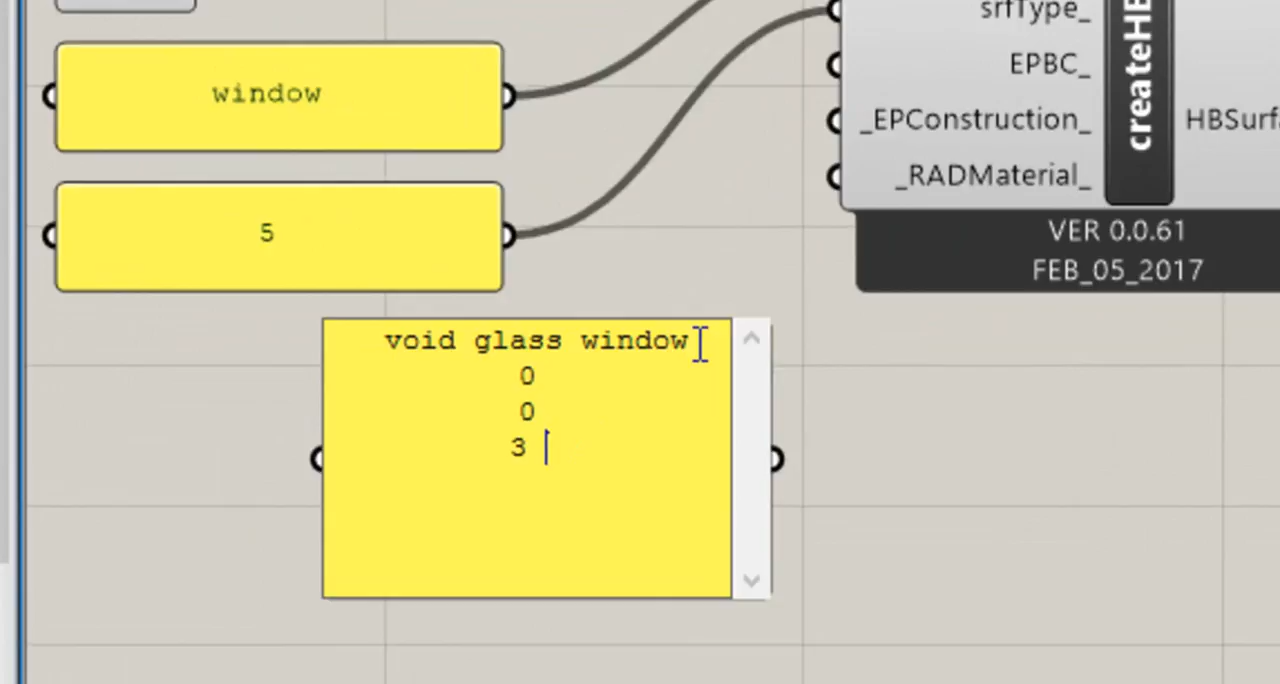 srfType_
window
EPBC_
_EPConstruction_
createHB
HBSurf
_RADMaterial_
5
VER 0.0.61
FEB_05_2017
void glass window
0
0
3